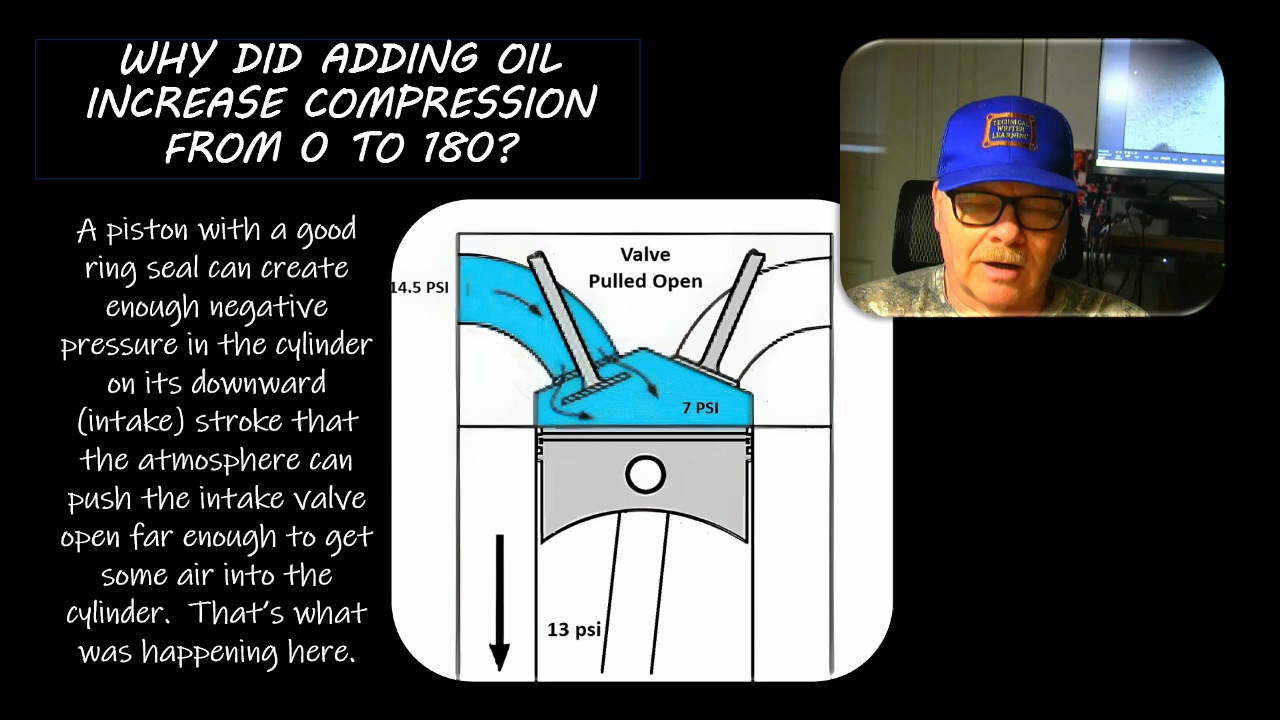 WHY DID ADDING OIL
INCREASE COMPRESSION
FROM 0 TO 180?
A piston with a good
ring seal can create
enough negative
pressure in the cylinder
on its downward
(intake) stroke that
the atmosphere can
push the intake valve
open far enough to get
some air into the
cylinder. That's what
was happening here.
14.5 PSI
Valve
Pulled Open
7 PSI
13 psi
TECHNICAL
WRITER
LEARNING